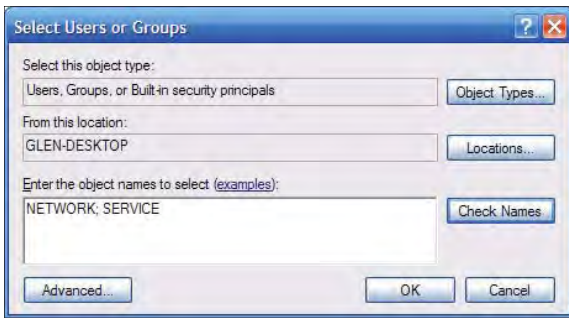 Select Users or Groups
Select this object type:
Users, Groups, or Built-in security principals
Object Types...
From this location:
GLEN-DESKTOP
Locations...
Enter the object names to select (examples):
NETWORK; SERVICE
Check Names
Advanced...
OK
Cancel